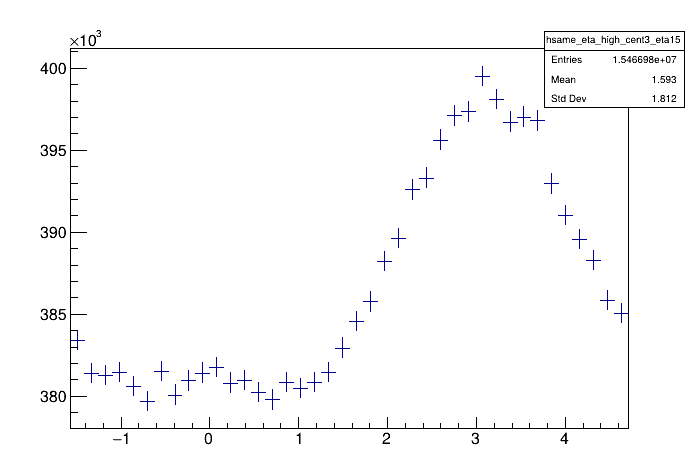 ×10³
hsame_eta_high_cent3_eta15
Entries 1.546698e+07
Mean 1.593
Std Dev 1.812
400
395
390
385
380
−1 0 1 2 3 4